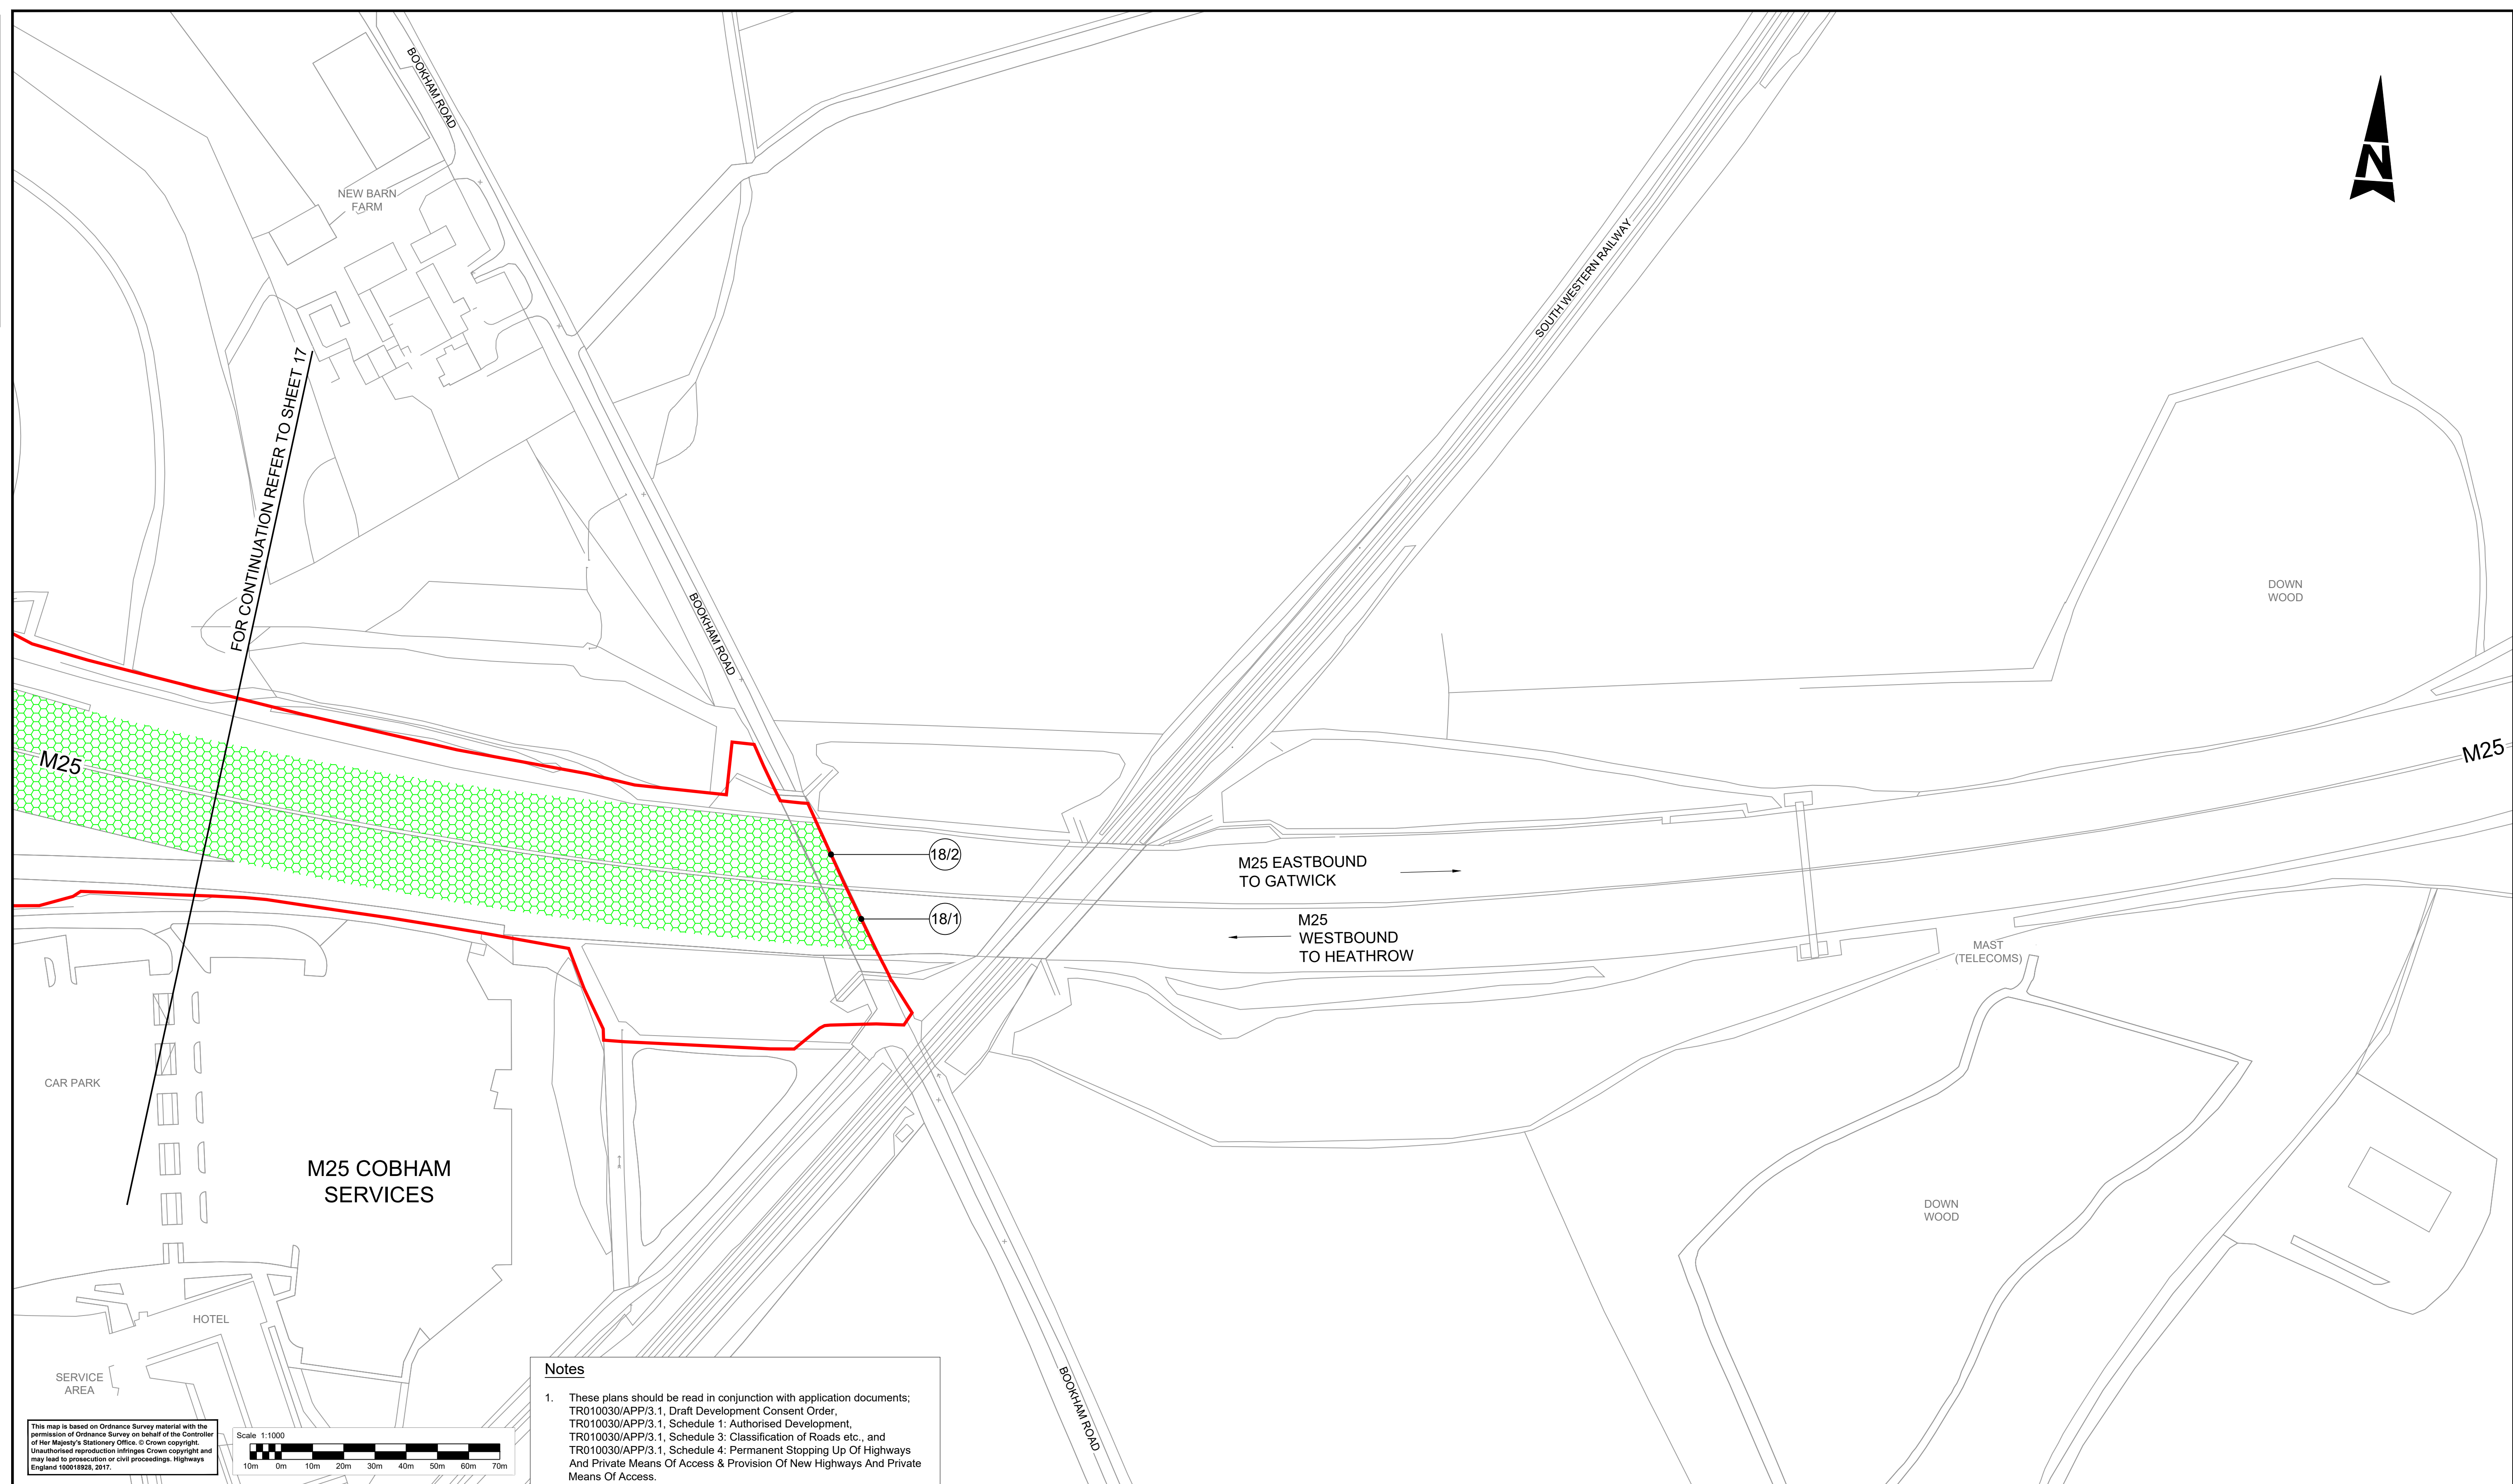 BOOKHAM ROAD
NEW BARN
FARM
N
SOUTH WESTERN RAILWAY
FOR CONTINUATION REFER TO SHEET 17
DOWN
WOOD
BOOKHAM ROAD
M25
M25
18/2
M25 EASTBOUND
TO GATWICK
18/1
M25
WESTBOUND
TO HEATHROW
MAST
(TELECOMS)
CAR PARK
M25 COBHAM
SERVICES
DOWN
WOOD
HOTEL
SERVICE
AREA
BOOKHAM ROAD
This map is based on Ordnance Survey material with the
permission of Ordnance Survey on behalf of the Controller
of Her Majesty's Stationery Office. © Crown copyright.
Unauthorised reproduction infringes Crown copyright and
may lead to prosecution or civil proceedings. Highways
England 100018928, 2017.
Scale 1:1000
10m 0m 10m 20m 30m 40m 50m 60m 70m
Notes
1. These plans should be read in conjunction with application documents;
TR010030/APP/3.1, Draft Development Consent Order,
TR010030/APP/3.1, Schedule 1: Authorised Development,
TR010030/APP/3.1, Schedule 3: Classification of Roads etc., and
TR010030/APP/3.1, Schedule 4: Permanent Stopping Up Of Highways
And Private Means Of Access & Provision Of New Highways And Private
Means Of Access.